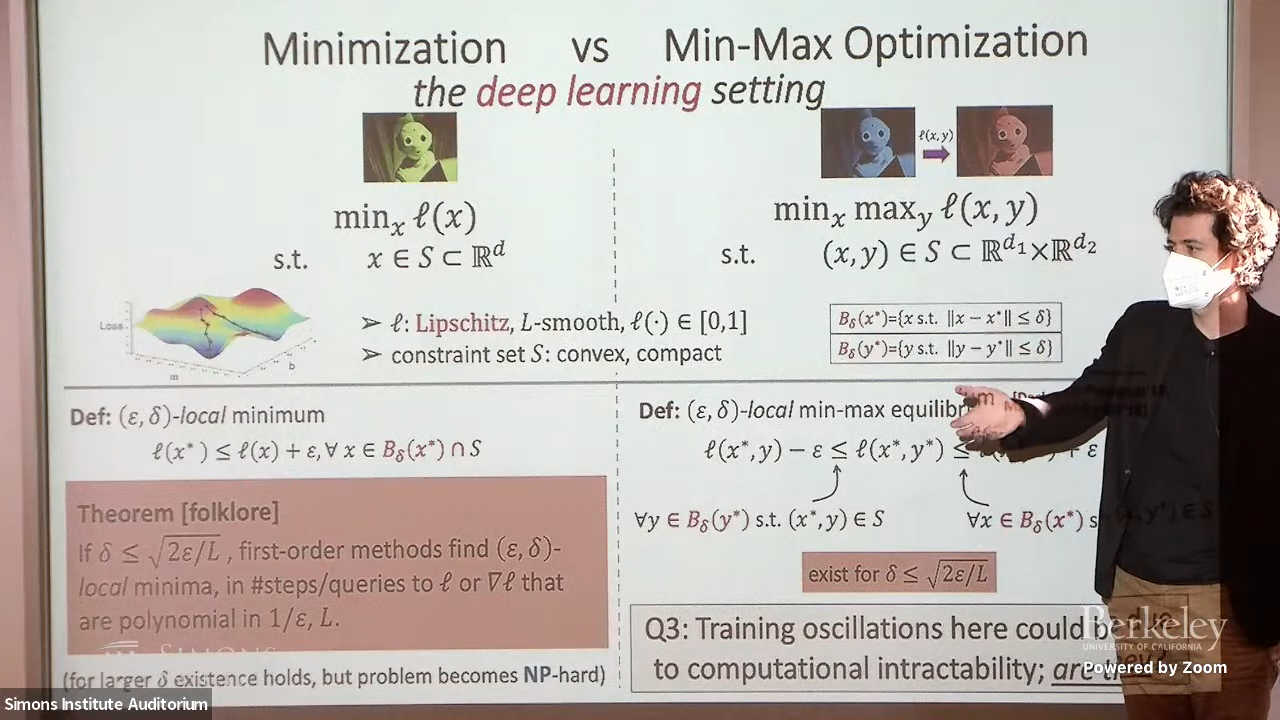 Minimization vs Min-Max Optimization
the deep learning setting
ℓ(x,y)
min_x ℓ(x)
s.t. x ∈ S ⊂ ℝ^d
min_x max_y ℓ(x,y)
s.t. (x,y) ∈ S ⊂ ℝ^{d₁}×ℝ^{d₂}
Loss
m
b
➢ ℓ: Lipschitz, L-smooth, ℓ(·) ∈ [0,1]
➢ constraint set S: convex, compact
B_δ(x*)={x s.t. ‖x − x*‖ ≤ δ}
B_δ(y*)={y s.t. ‖y − y*‖ ≤ δ}
Def: (ε,δ)-local minimum
ℓ(x*) ≤ ℓ(x) + ε, ∀ x ∈ B_δ(x*) ∩ S
Theorem [folklore]
If δ ≤ √(2ε/L), first-order methods find (ε,δ)-
local minima, in #steps/queries to ℓ or ∇ℓ that
are polynomial in 1/ε, L.
(for larger δ existence holds, but problem becomes NP-hard)
Def: (ε,δ)-local min-max
ℓ(x*,y) − ε ≤ ℓ(x*,y*) ≤ + ε
∀y ∈ B_δ(y*) s.t. (x*,y) ∈ S
∀x ∈ B_δ(x*)
exist for δ ≤ √(2ε/L)
Q3: Training oscillations here could
to computational intractability;
SIMONS
Berkeley
UNIVERSITY OF CALIFORNIA
Powered by Zoom
Simons Institute Auditorium